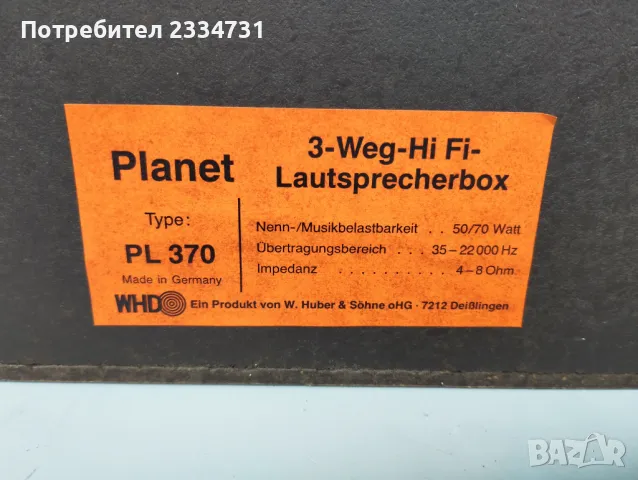 Потребител 2334731
Planet
Type:
PL 370
Made in Germany
3-Weg-Hi Fi-
Lautsprecherbox
Nenn-/Musikbelastbarkeit . . 50/70 Watt
Übertragungsbereich . . . 35–22 000 Hz
Impedanz . . . . . . . . . . 4–8 Ohm
WHD Ein Produkt von W. Huber & Söhne oHG · 7212 Deißlingen
BAZAR